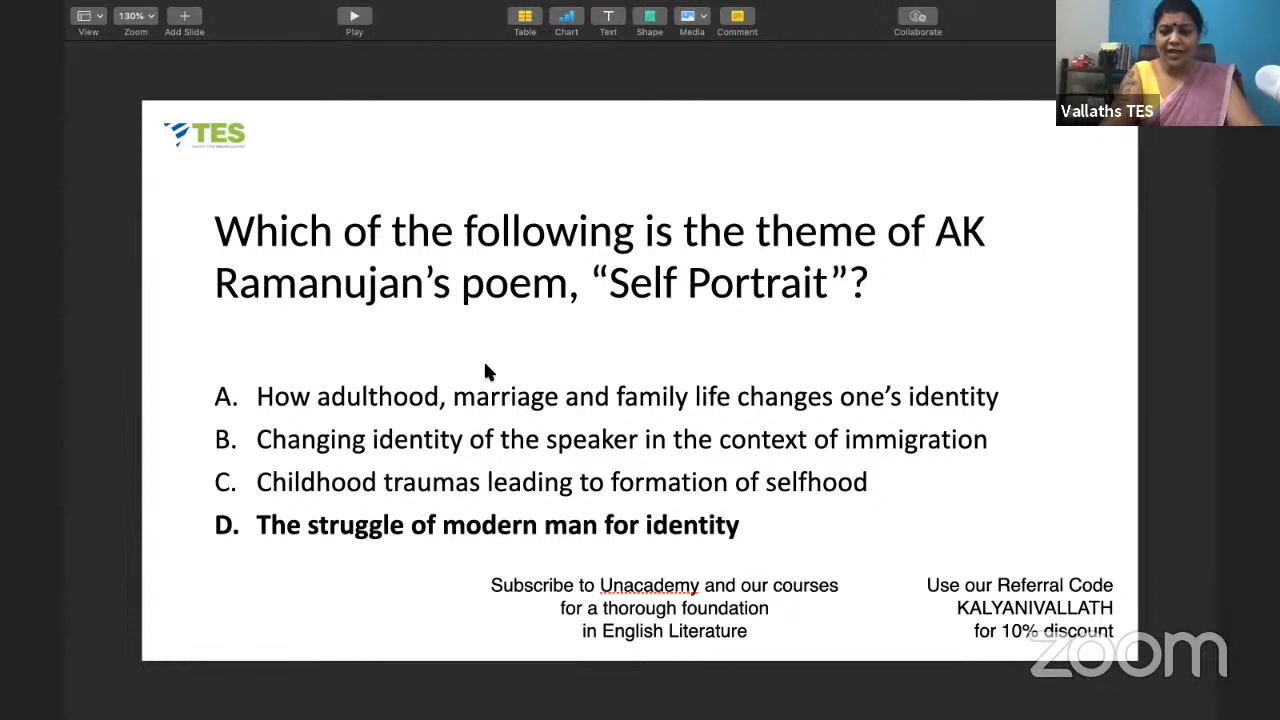 View
130%
Zoom
Add Slide
Play
Table
Chart
Text
Shape
Media
Comment
Collaborate
Vallaths TES
TES
Which of the following is the theme of AK
Ramanujan's poem, “Self Portrait”?
A. How adulthood, marriage and family life changes one's identity
B. Changing identity of the speaker in the context of immigration
C. Childhood traumas leading to formation of selfhood
D. The struggle of modern man for identity
Subscribe to Unacademy and our courses
for a thorough foundation
in English Literature
Use our Referral Code
KALYANIVALLATH
for 10% discount
zoom